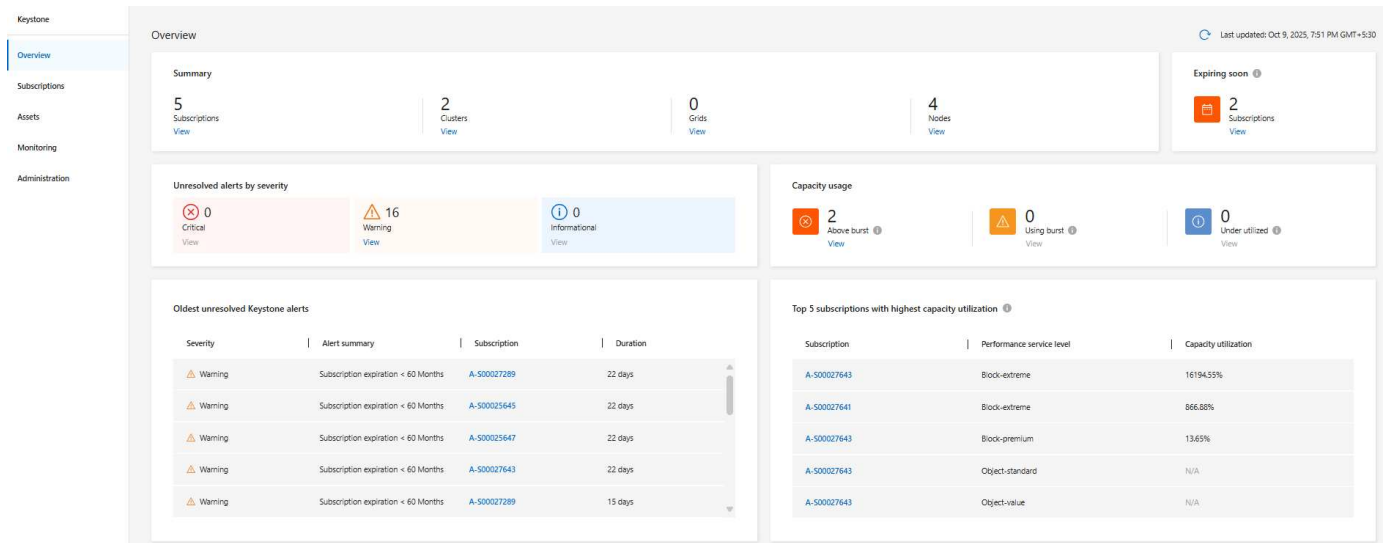 Keystone
Overview
Subscriptions
Assets
Monitoring
Administration
Overview
Last updated: Oct 9, 2025, 7:51 PM GMT+5:30
Summary
5
Subscriptions
View
2
Clusters
View
0
Grids
View
4
Nodes
View
Expiring soon
2
Subscriptions
View
Unresolved alerts by severity
0
Critical
View
16
Warning
View
0
Informational
View
Capacity usage
2
Above burst
View
0
Using burst
View
0
Under utilized
View
Oldest unresolved Keystone alerts
Severity Alert summary Subscription Duration
Warning Subscription expiration < 60 Months A-S00027289 22 days
Warning Subscription expiration < 60 Months A-S00025645 22 days
Warning Subscription expiration < 60 Months A-S00025647 22 days
Warning Subscription expiration < 60 Months A-S00027643 22 days
Warning Subscription expiration < 60 Months A-S00027289 15 days
Top 5 subscriptions with highest capacity utilization
Subscription Performance service level Capacity utilization
A-S00027643 Block-extreme 16194.55%
A-S00027641 Block-extreme 866.88%
A-S00027643 Block-premium 13.65%
A-S00027643 Object-standard N/A
A-S00027643 Object-value N/A